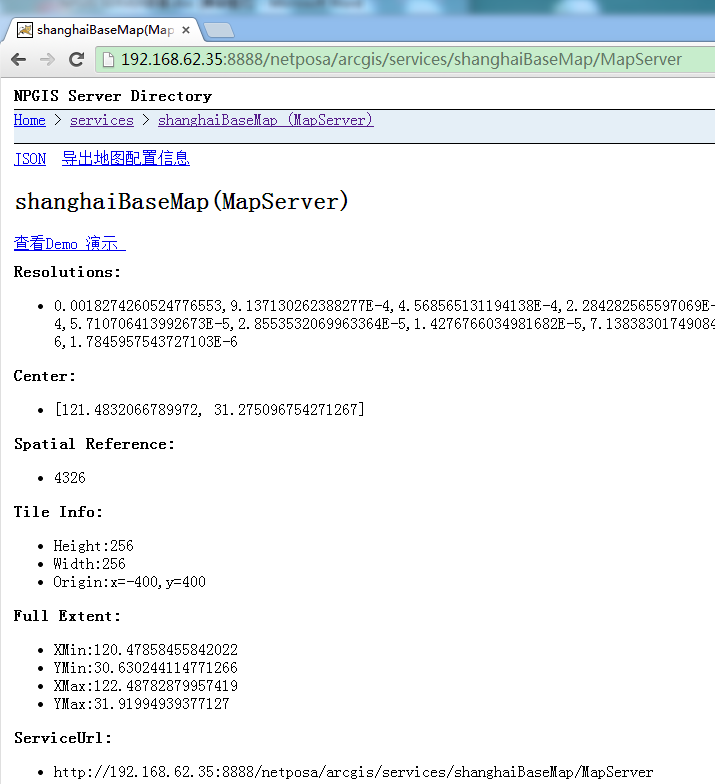 shanghaiBaseMap(Map
192.168.62.35:8888/netposa/arcgis/services/shanghaiBaseMap/MapServer
NPGIS Server Directory
Home > services > shanghaiBaseMap (MapServer)
JSON 导出地图配置信息
shanghaiBaseMap(MapServer)
查看Demo 演示
Resolutions:
• 0.0018274260524776553,9.137130262388277E-4,4.568565131194138E-4,2.284282565597069E-
4,5.710706413992673E-5,2.8553532069963364E-5,1.4276766034981682E-5,7.1383830174908
6,1.7845957543727103E-6
Center:
• [121.4832066789972, 31.275096754271267]
Spatial Reference:
• 4326
Tile Info:
• Height:256
• Width:256
• Origin:x=-400,y=400
Full Extent:
• XMin:120.47858455842022
• YMin:30.630244114771266
• XMax:122.48782879957419
• YMax:31.91994939377127
ServiceUrl:
• http://192.168.62.35:8888/netposa/arcgis/services/shanghaiBaseMap/MapServer